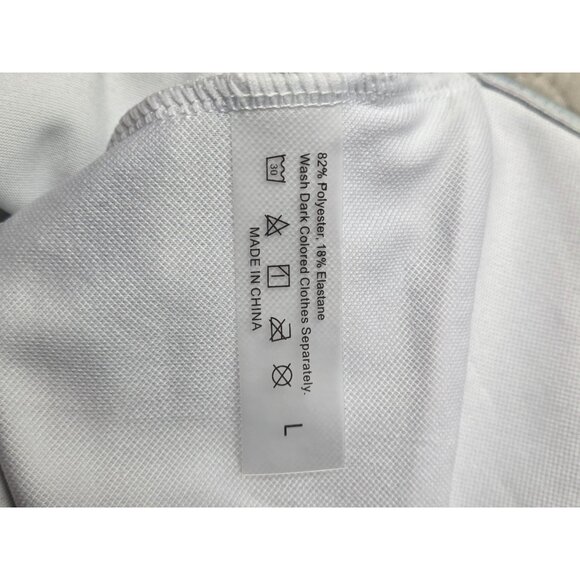 82% Polyester, 18% Elastane
Wash Dark Colored Clothes Separately.
30
MADE IN CHINA
L